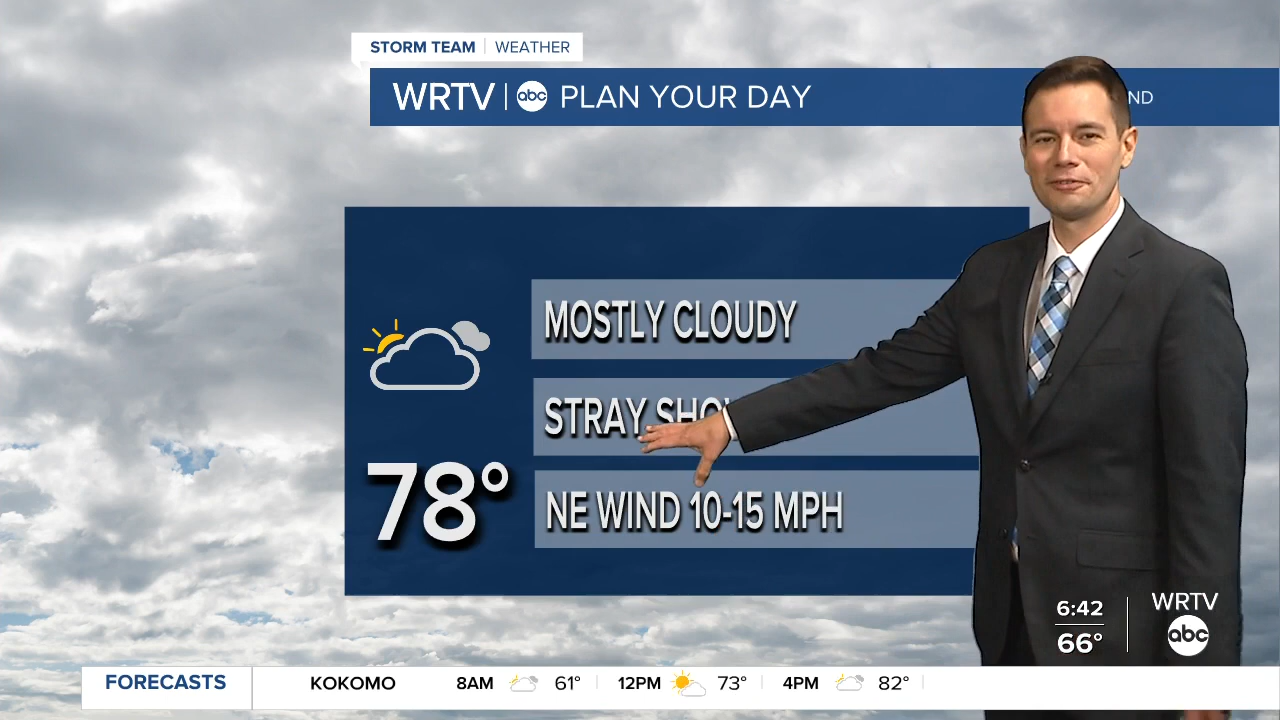 STORM TEAM WEATHER
WRTV abc PLAN YOUR DAY
MOSTLY CLOUDY
STRAY
78°
NE WIND 10-15 MPH
6:42
66°
WRTV
abc
FORECASTS KOKOMO 8AM 61° 12PM 73° 4PM 82°